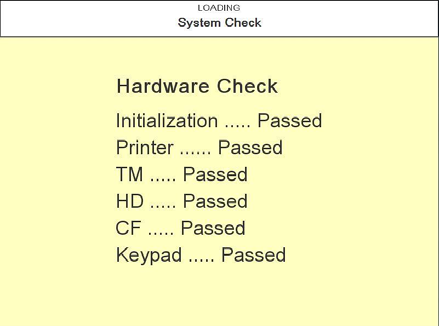 LOADING
System Check
Hardware Check
Initialization ..... Passed
Printer ...... Passed
TM ..... Passed
HD ..... Passed
CF ..... Passed
Keypad ..... Passed